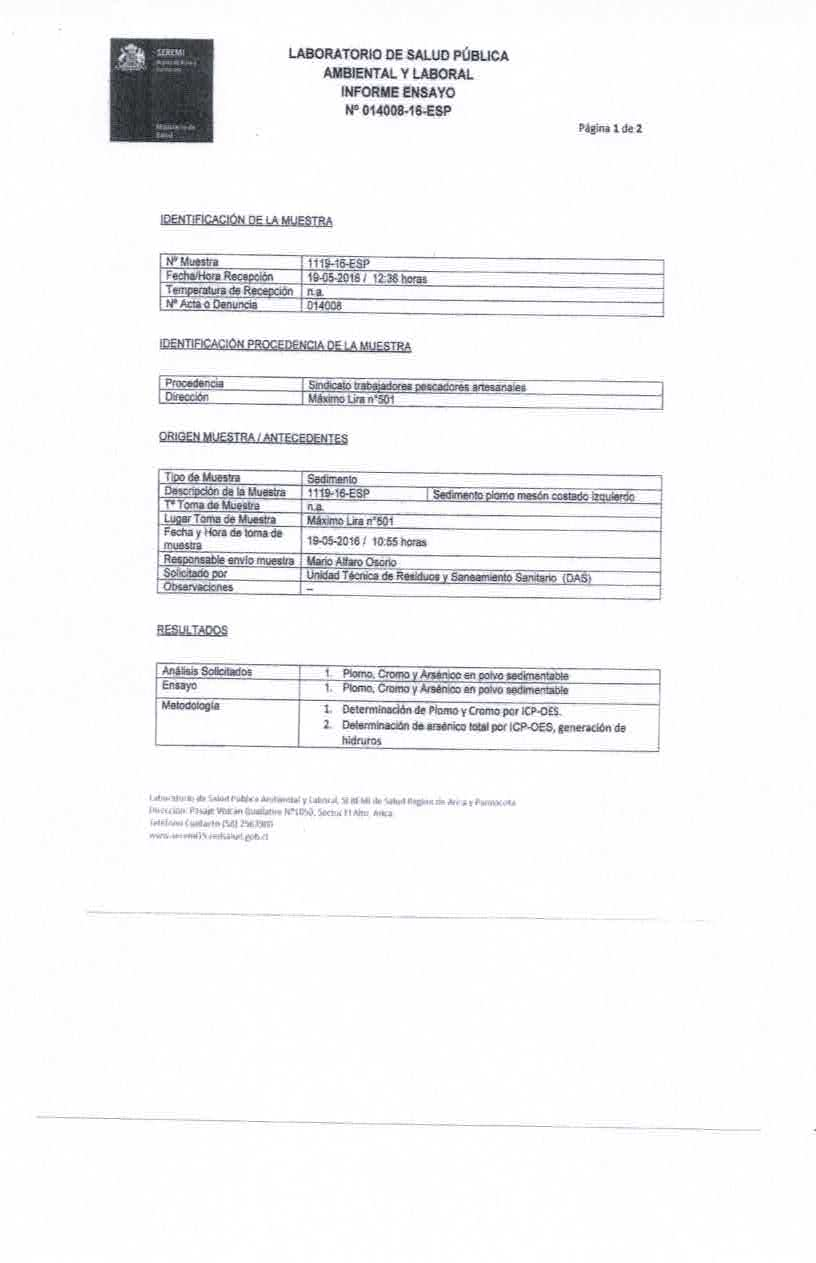 SEREMI
Ministerio de
Salud
LABORATORIO DE SALUD PÚBLICA
AMBIENTAL Y LABORAL
INFORME ENSAYO
Nº 014008-16-ESP
Página 1 de 2
IDENTIFICACIÓN DE LA MUESTRA
Nº Muestra 1119-16-ESP
Fecha/Hora Recepción 19-05-2016 / 12:36 horas
Temperatura de Recepción n.a.
Nº Acta o Denuncia 014008
IDENTIFICACIÓN PROCEDENCIA DE LA MUESTRA
Procedencia Sindicato trabajadores pescadores artesanales
Dirección Máximo Lira n°501
ORIGEN MUESTRA / ANTECEDENTES
Tipo de Muestra Sedimento
Descripción de la Muestra 1119-16-ESP Sedimento plomo mesón costado izquierdo
Tº Toma de Muestra n.a.
Lugar Toma de Muestra Máximo Lira n°501
Fecha y Hora de toma de
muestra 19-05-2016 / 10:55 horas
Responsable envío muestra Mario Alfaro Osorio
Solicitado por Unidad Técnica de Residuos y Saneamiento Sanitario (DAS)
Observaciones --
RESULTADOS
Análisis Solicitados 1. Plomo, Cromo y Arsénico en polvo sedimentable
Ensayo 1. Plomo, Cromo y Arsénico en polvo sedimentable
Metodología 1. Determinación de Plomo y Cromo por ICP-OES.
2. Determinación de arsénico total por ICP-OES, generación de
hidruros
Laboratorio de Salud Pública Ambiental y Laboral, SEREMI de Salud Región de Arica y Parinacota
Dirección: Pasaje Volcán N°1050, Sector El Alto, Arica
Teléfono Contacto (58)
www.seremi15.redsalud.gob.cl